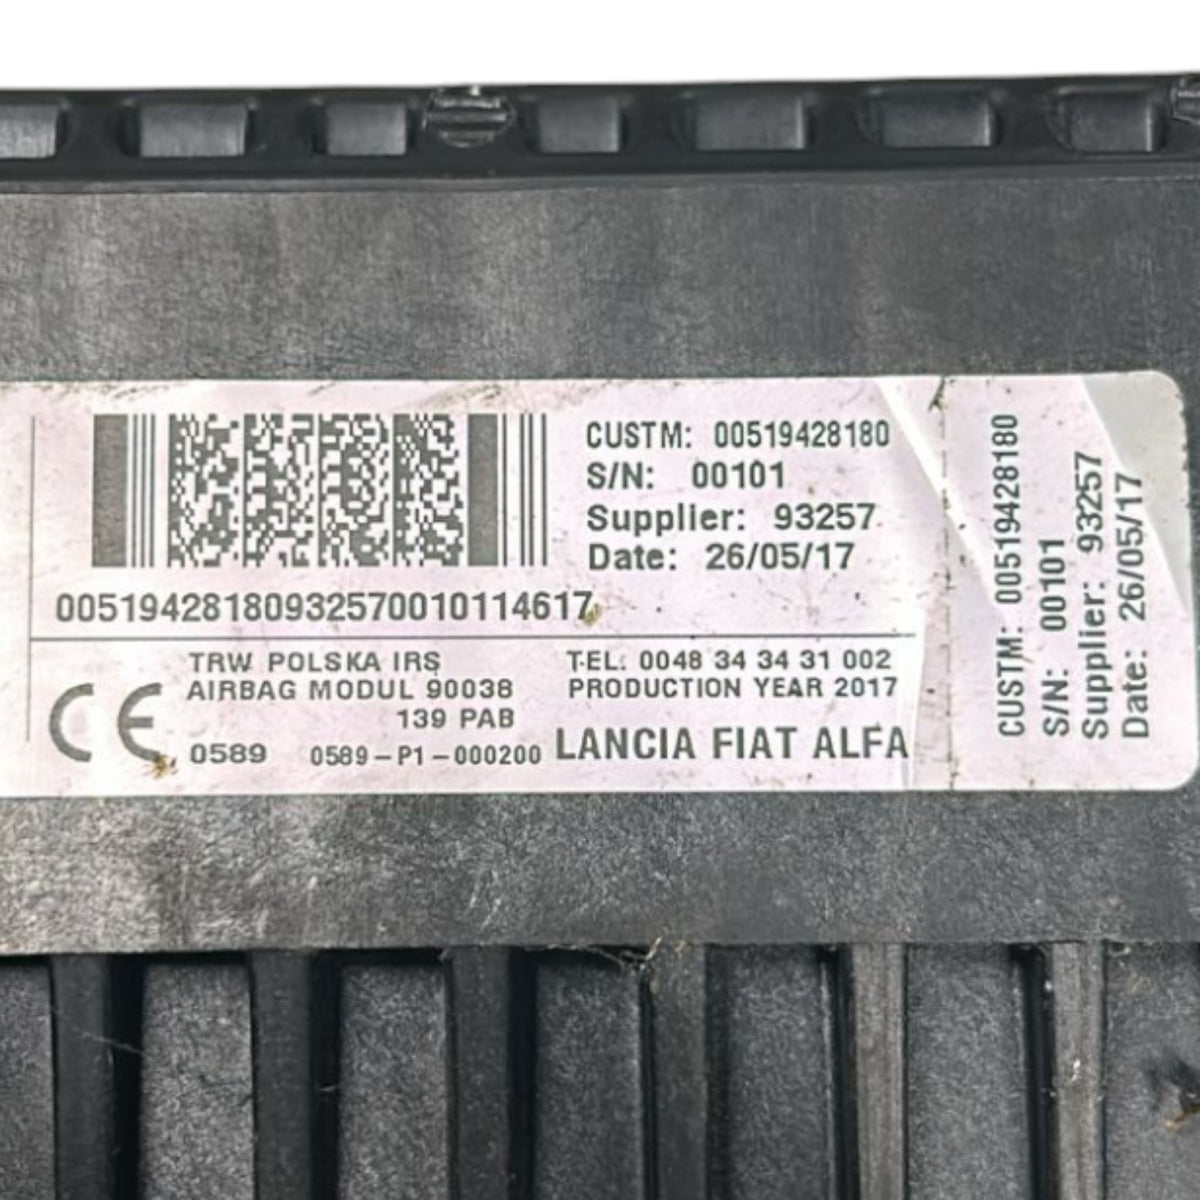 CUSTM: 00519428180
S/N: 00101
Supplier: 93257
Date: 26/05/17
00519428180932570010114617
TRW POLSKA IRS
AIRBAG MODUL 90038
139 PAB
CE 0589 0589-P1-000200
TEL: 0048 34 34 31 002
PRODUCTION YEAR 2017
LANCIA FIAT ALFA
CUSTM: 00519428180
S/N: 00101
Supplier: 93257
Date: 26/05/17